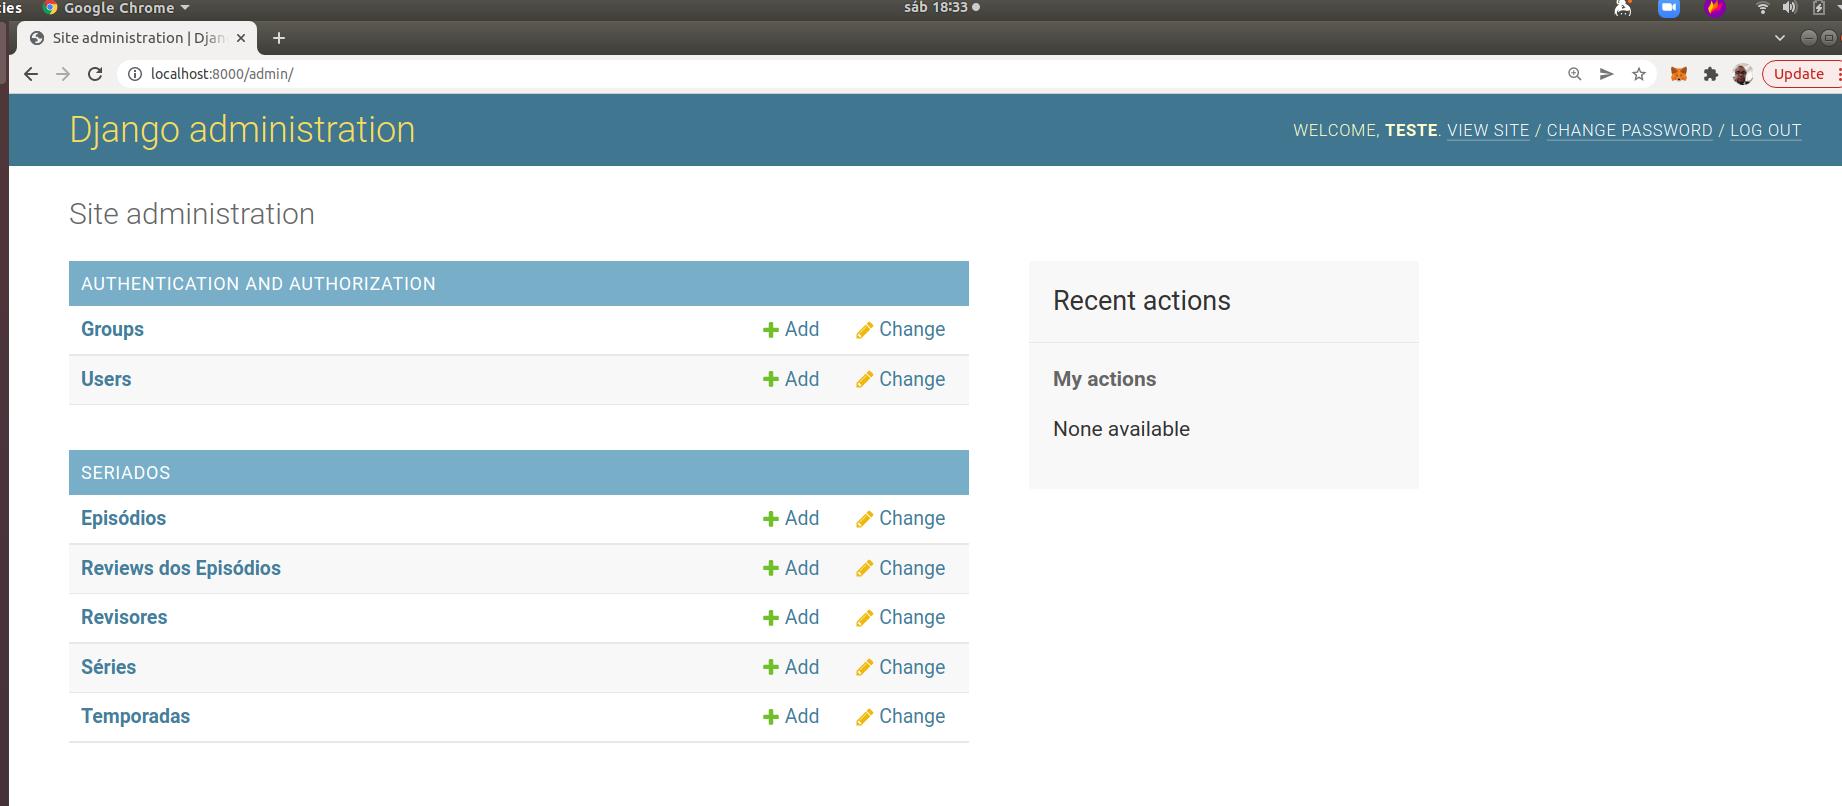 ies Google Chrome sáb 18:33
Site administration | Djan
localhost:8000/admin/
Update
Django administration
WELCOME, TESTE. VIEW SITE / CHANGE PASSWORD / LOG OUT
Site administration
AUTHENTICATION AND AUTHORIZATION
Groups Add Change
Users Add Change
SERIADOS
Episódios Add Change
Reviews dos Episódios Add Change
Revisores Add Change
Séries Add Change
Temporadas Add Change
Recent actions
My actions
None available